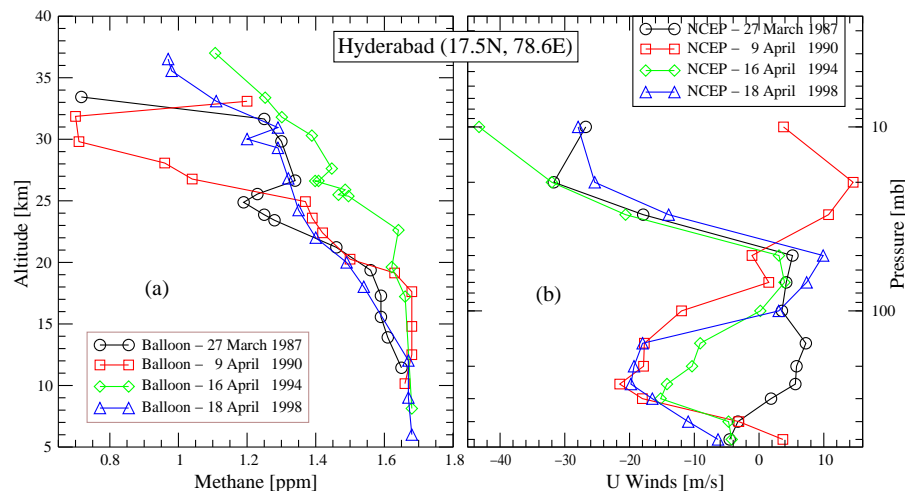 Hyderabad (17.5N, 78.6E)
(a)
Balloon – 27 March 1987
Balloon – 9 April 1990
Balloon – 16 April 1994
Balloon – 18 April 1998
40
35
30
25
20
15
10
5
Altitude [km]
0.8
1
1.2
1.4
1.6
1.8
Methane [ppm]
NCEP – 27 March 1987
NCEP – 9 April 1990
NCEP – 16 April 1994
NCEP – 18 April 1998
(b)
10
100
Pressure [mb]
−40
−30
−20
−10
0
10
U Winds [m/s]